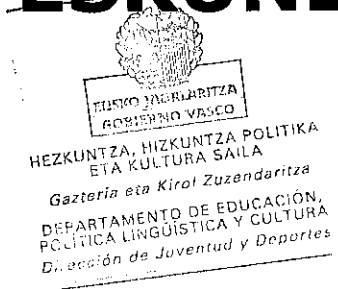 EUSKO JAURLARITZA
GOBIERNO VASCO
HEZKUNTZA, HIZKUNTZA POLITIKA
ETA KULTURA SAILA
Gazteria eta Kirol Zuzendaritza
DEPARTAMENTO DE EDUCACIÓN,
POLÍTICA LINGÜÍSTICA Y CULTURA
Dirección de Juventud y Deportes